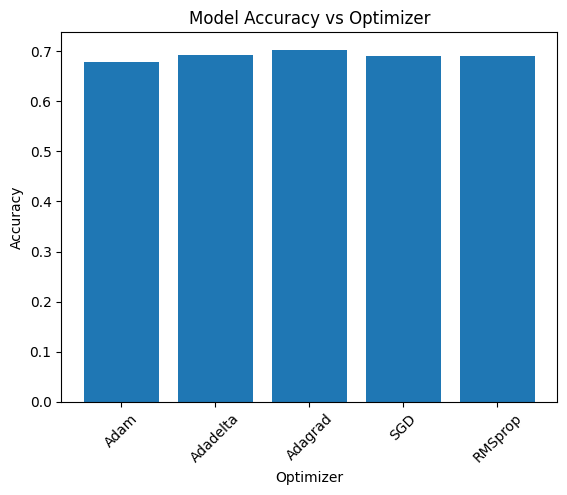 Model Accuracy vs Optimizer
0.7
0.6
0.5
0.4
0.3
0.2
0.1
0.0
Accuracy
Adam
Adadelta
Adagrad
SGD
RMSprop
Optimizer